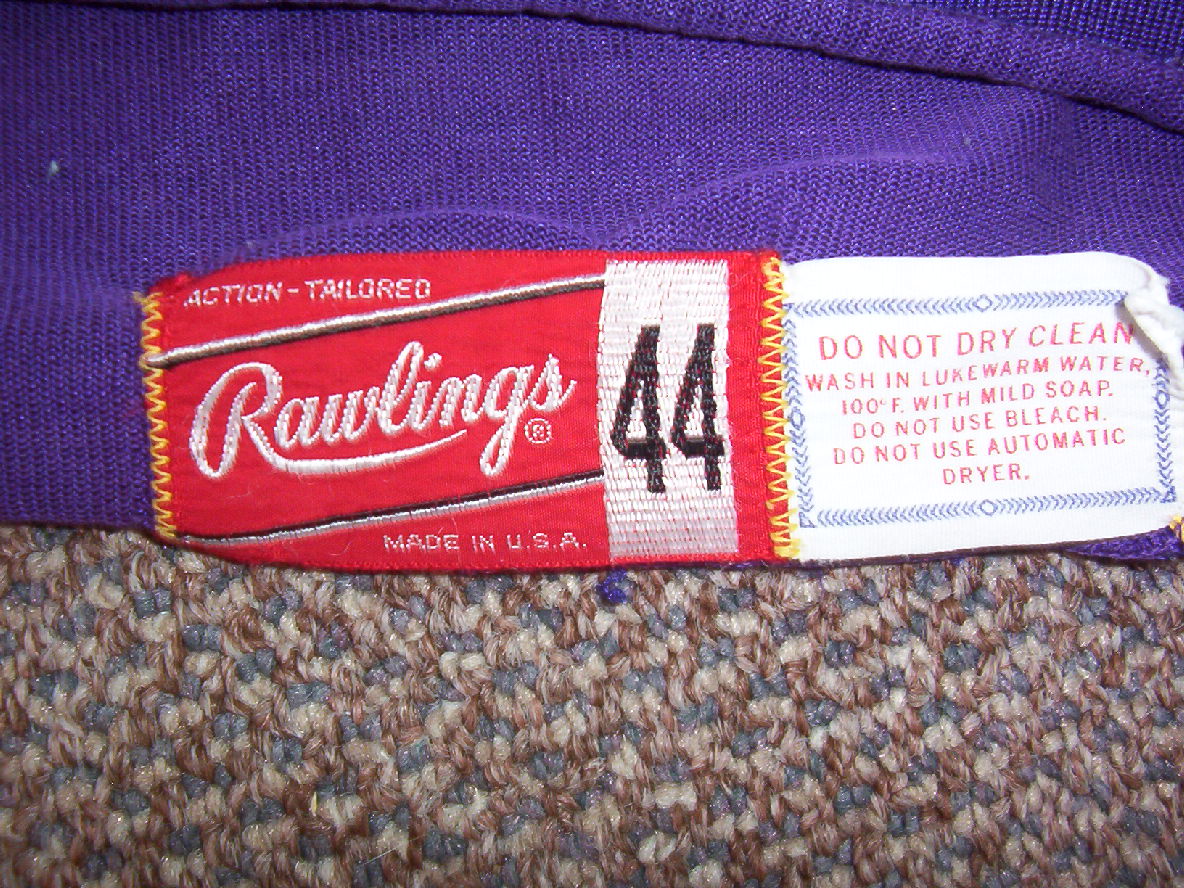 ACTION-TAILORED
Rawlings ®
44
MADE IN U.S.A.
DO NOT DRY CLEAN
WASH IN LUKEWARM WATER,
100°F. WITH MILD SOAP.
DO NOT USE BLEACH.
DO NOT USE AUTOMATIC
DRYER.